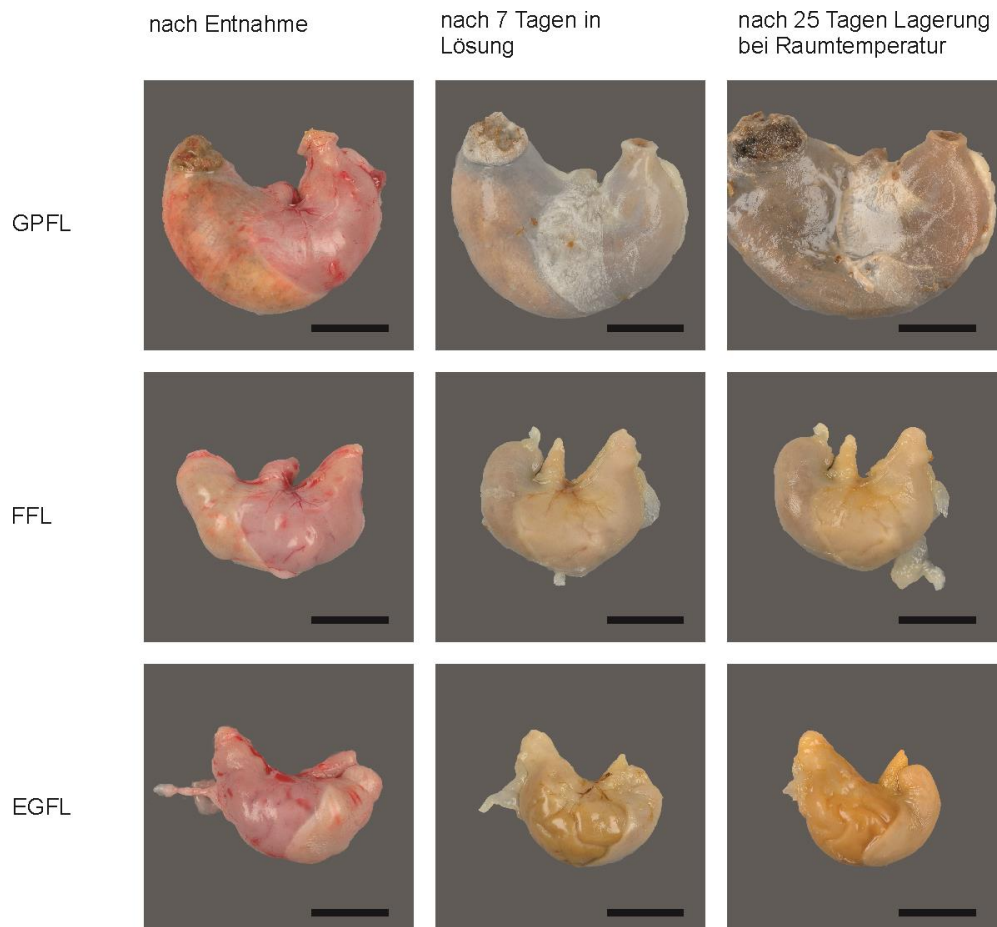 nach Entnahme
nach 7 Tagen in
Lösung
nach 25 Tagen Lagerung
bei Raumtemperatur
GPFL
FFL
EGFL